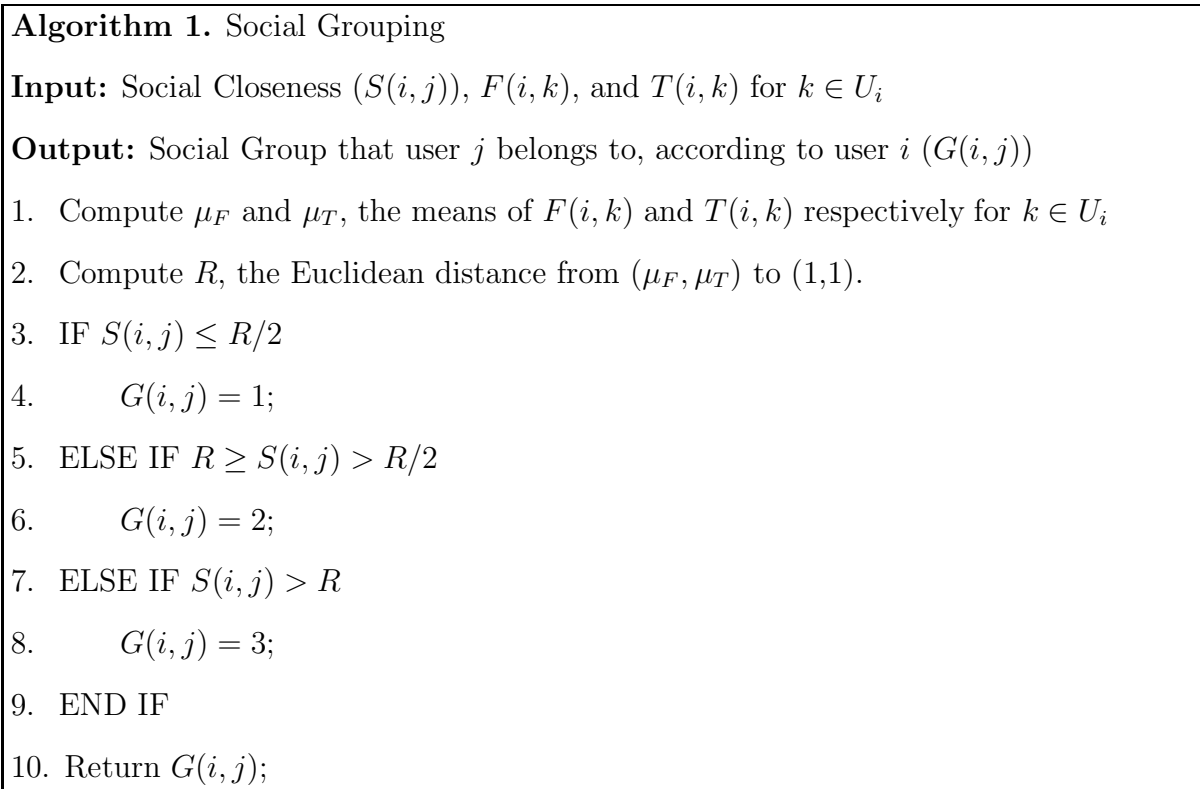 Algorithm 1. Social Grouping
Input: Social Closeness (S(i, j)), F(i, k), and T(i, k) for k ∈ U_i
Output: Social Group that user j belongs to, according to user i (G(i, j))
1. Compute μ_F and μ_T, the means of F(i, k) and T(i, k) respectively for k ∈ U_i
2. Compute R, the Euclidean distance from (μ_F, μ_T) to (1,1).
3. IF S(i, j) ≤ R/2
4. G(i, j) = 1;
5. ELSE IF R ≥ S(i, j) > R/2
6. G(i, j) = 2;
7. ELSE IF S(i, j) > R
8. G(i, j) = 3;
9. END IF
10. Return G(i, j);